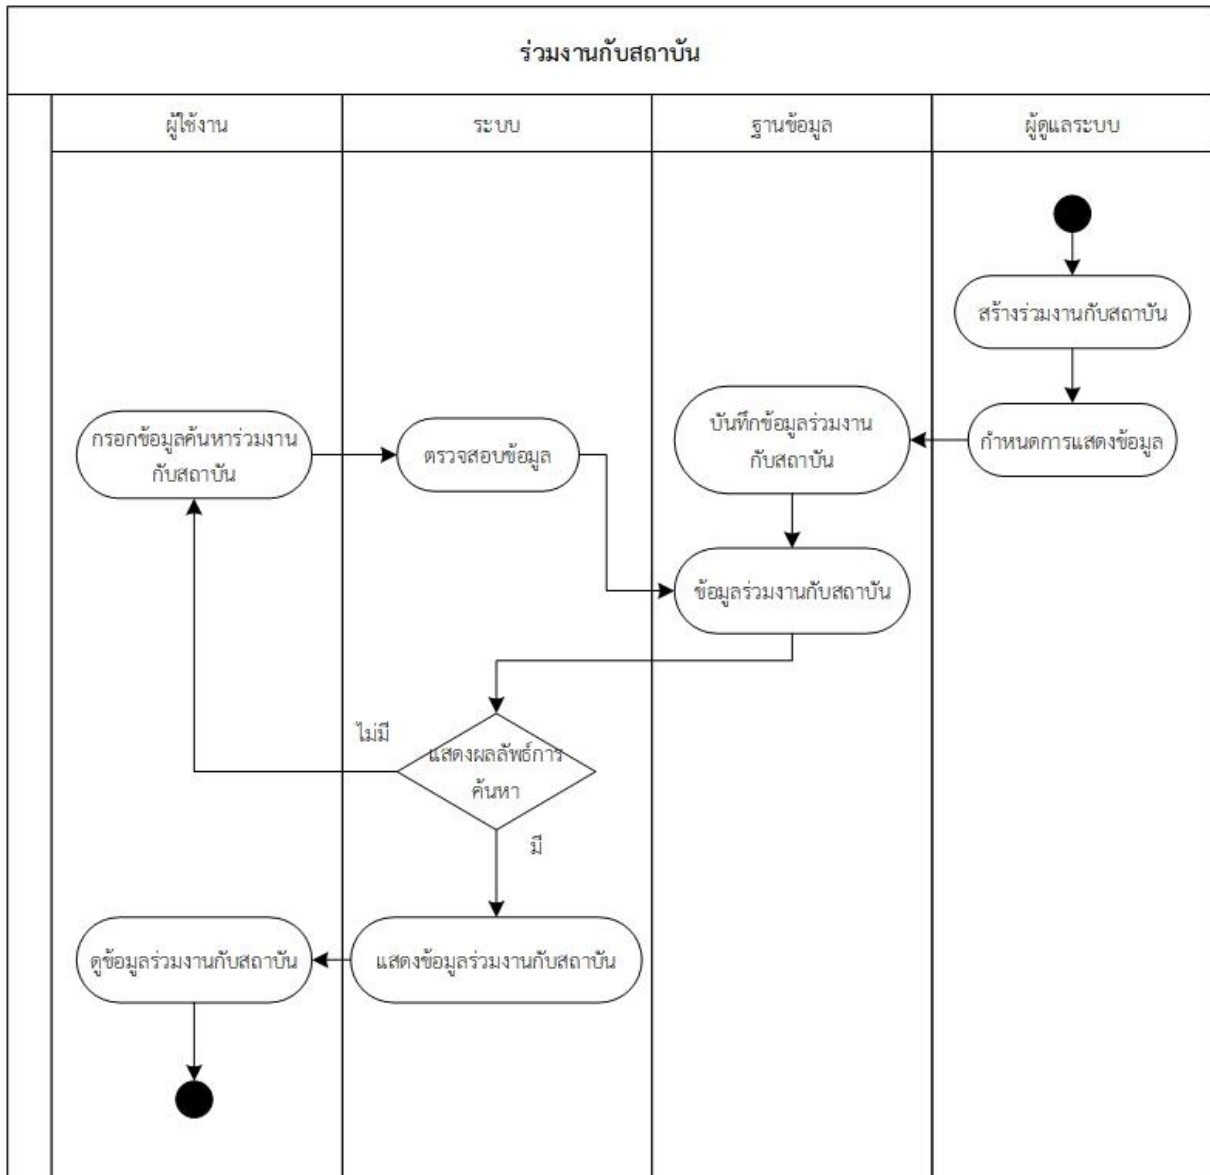 ร่วมงานกับสถาบัน
ผู้ใช้งาน
ระบบ
ฐานข้อมูล
ผู้ดูแลระบบ
สร้างร่วมงานกับสถาบัน
กรอกข้อมูลค้นหาร่วมงาน
กับสถาบัน
ตรวจสอบข้อมูล
บันทึกข้อมูลร่วมงาน
กับสถาบัน
กำหนดการแสดงข้อมูล
ข้อมูลร่วมงานกับสถาบัน
ไม่มี
แสดงผลลัพธ์การ
ค้นหา
มี
ดูข้อมูลร่วมงานกับสถาบัน
แสดงข้อมูลร่วมงานกับสถาบัน